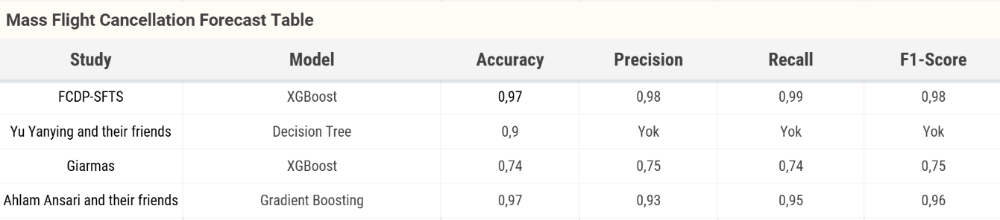 Mass Flight Cancellation Forecast Table
Study Model Accuracy Precision Recall F1-Score
FCDP-SFTS XGBoost 0,97 0,98 0,99 0,98
Yu Yanying and their friends Decision Tree 0,9 Yok Yok Yok
Giarmas XGBoost 0,74 0,75 0,74 0,75
Ahlam Ansari and their friends Gradient Boosting 0,97 0,93 0,95 0,96